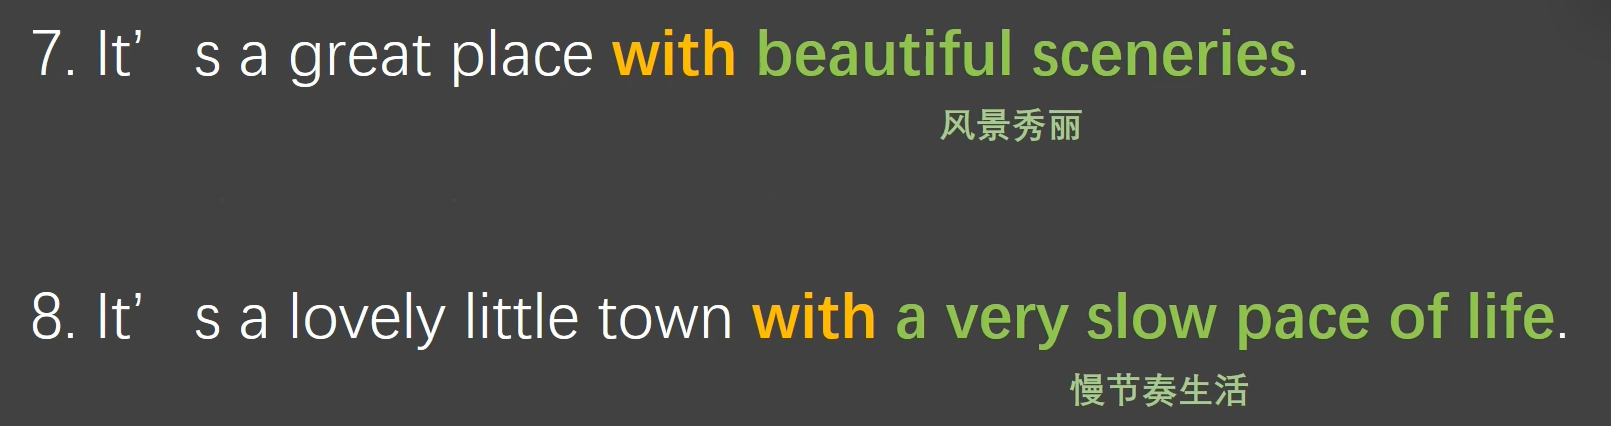 7. It’ s a great place with beautiful sceneries.
风景秀丽
8. It’ s a lovely little town with a very slow pace of life.
慢节奏生活